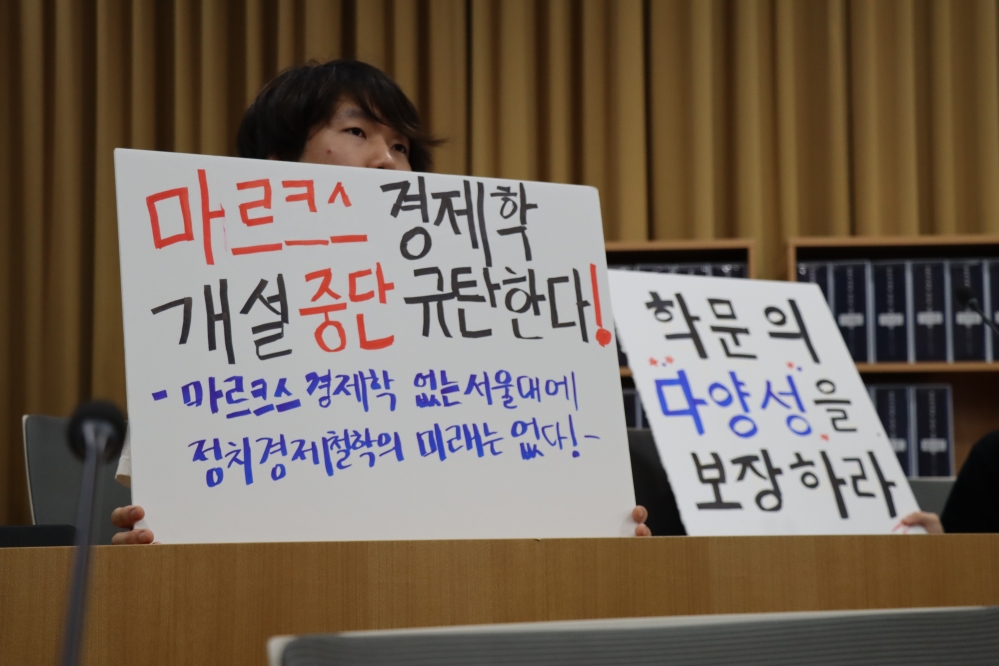 마르크스 경제학
개설 중단 규탄한다!
- 마르크스 경제학 없는 서울대에
정치경제철학의 미래는 없다! -
학문의
다양성을
보장하라